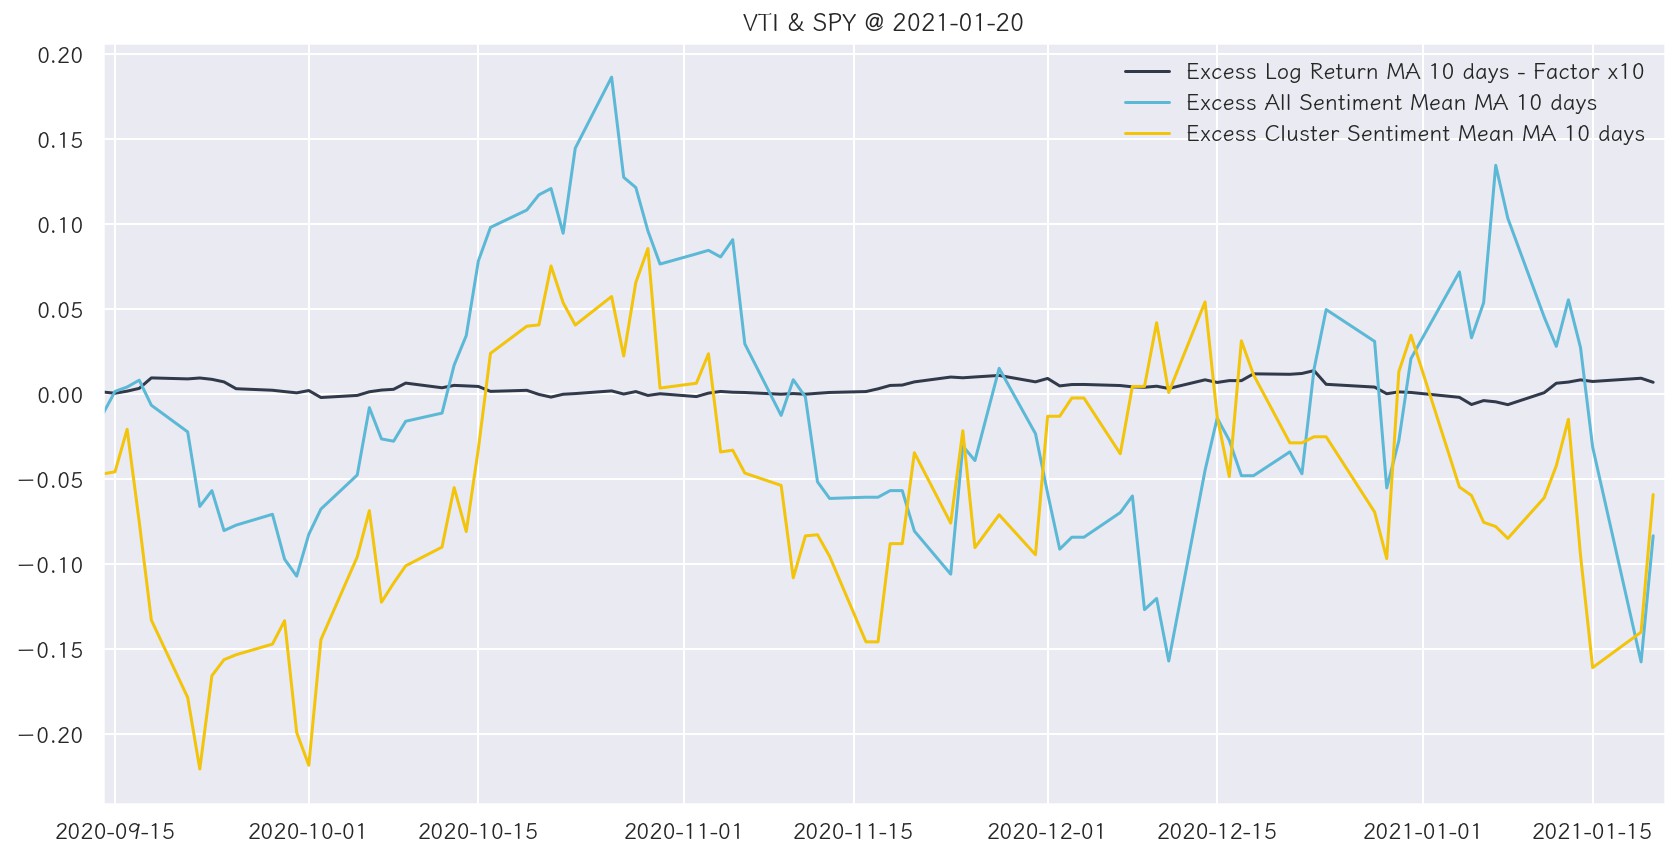 VTI & SPY @ 2021-01-20
Excess Log Return MA 10 days - Factor x10
Excess All Sentiment Mean MA 10 days
Excess Cluster Sentiment Mean MA 10 days
0.20
0.15
0.10
0.05
0.00
−0.05
−0.10
−0.15
−0.20
2020-09-15 2020-10-01 2020-10-15 2020-11-01 2020-11-15 2020-12-01 2020-12-15 2021-01-01 2021-01-15